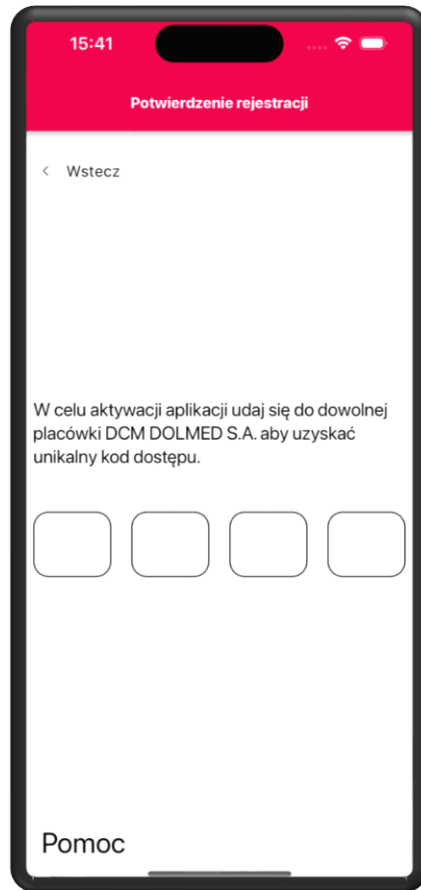 15:41
Potwierdzenie rejestracji
Wstecz
W celu aktywacji aplikacji udaj się do dowolnej
placówki DCM DOLMED S.A. aby uzyskać
unikalny kod dostępu.
Pomoc